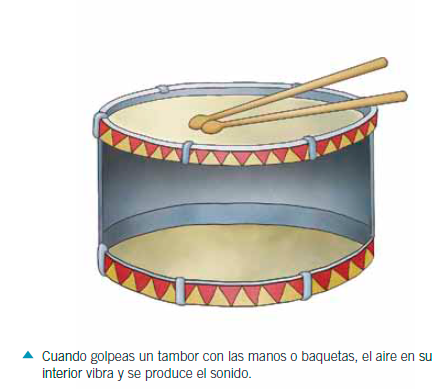 Cuando golpeas un tambor con las manos o baquetas, el aire en su
interior vibra y se produce el sonido.